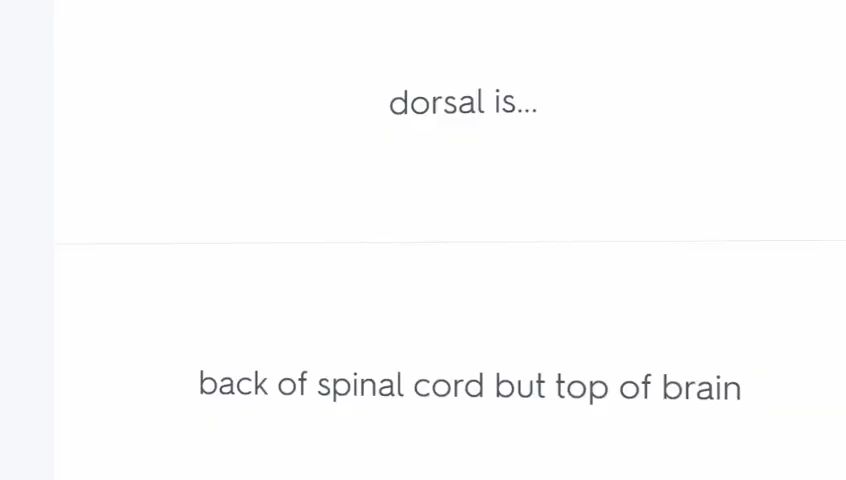 dorsal is...
back of spinal cord but top of brain